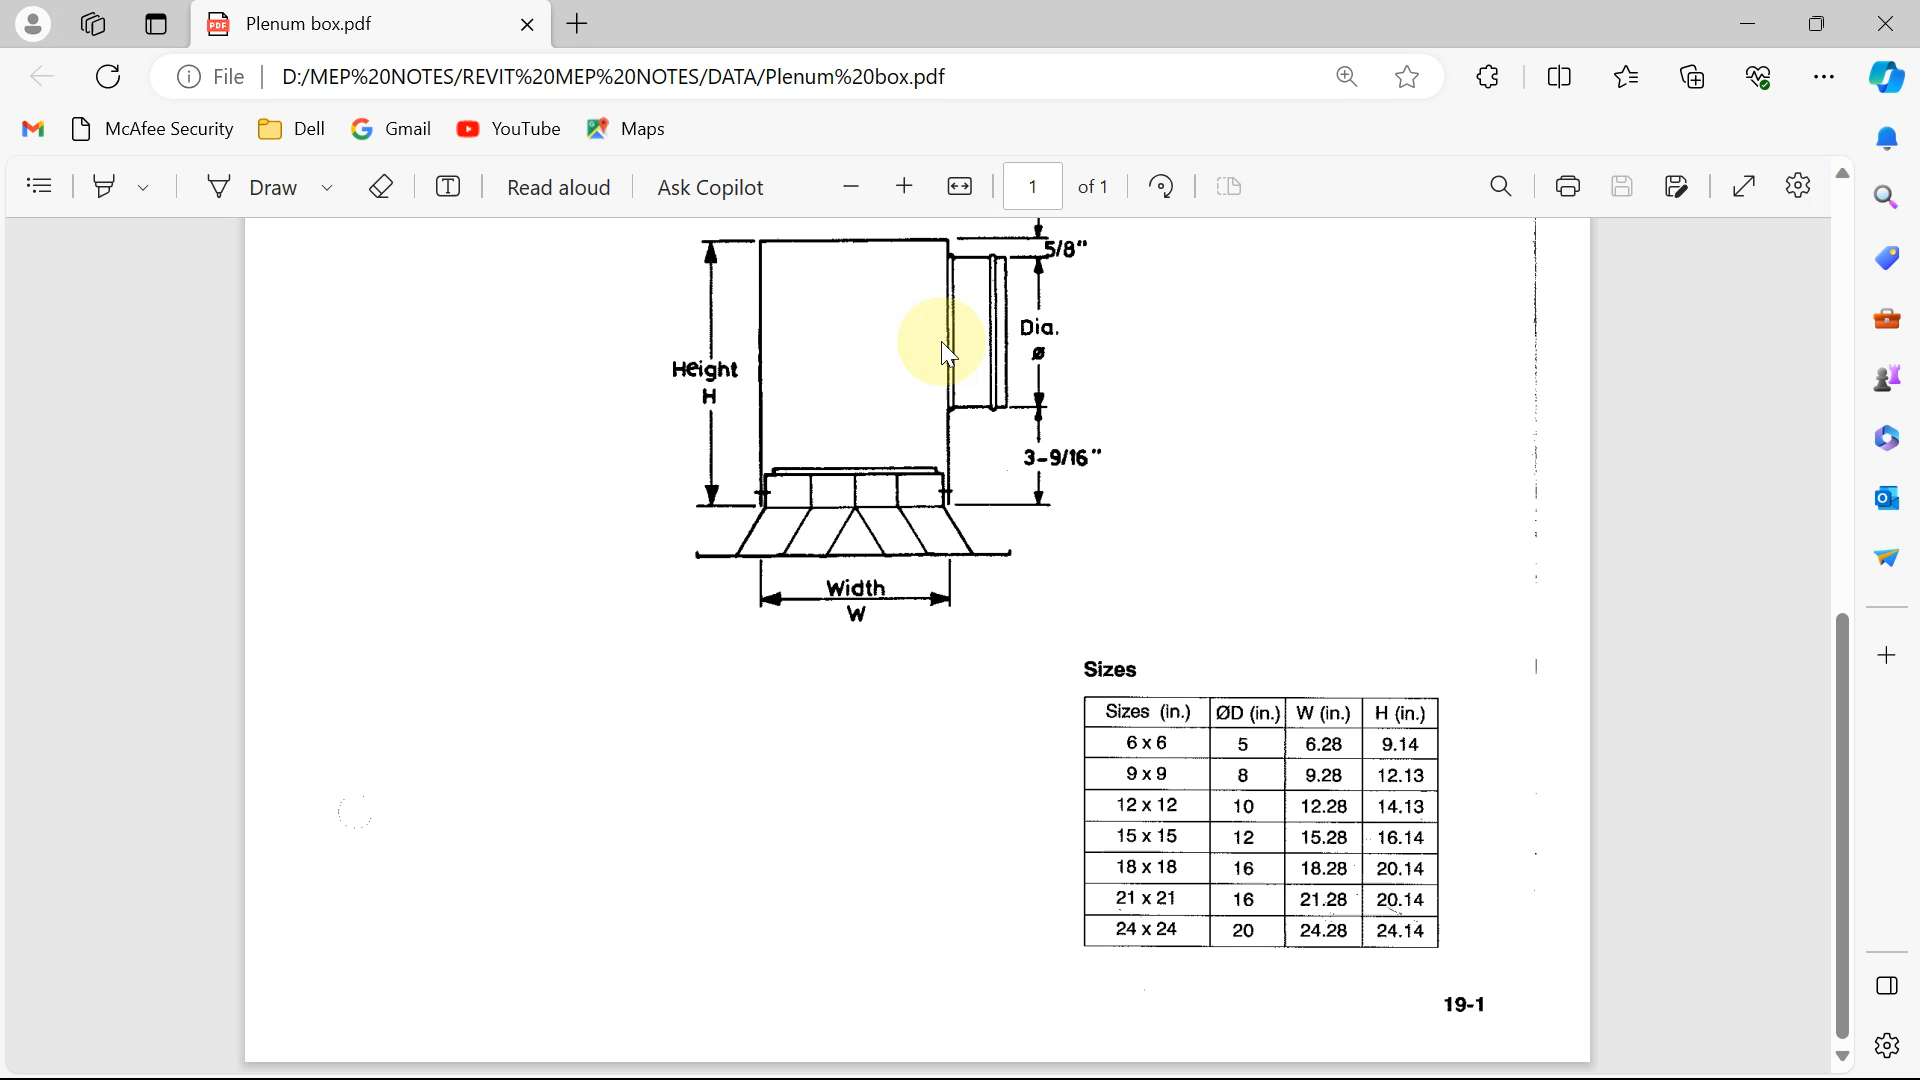 Plenum box.pdf
File D:/MEP%20NOTES/REVIT%20MEP%20NOTES/DATA/Plenum%20box.pdf
McAfee Security Dell Gmail YouTube Maps
Draw Read aloud Ask Copilot 1 of 1
5/8"
Dia.
ø
Height
H
3-9/16"
Width
W
Sizes
Sizes (in.) ØD (in.) W (in.) H (in.)
6 x 6 5 6.28 9.14
9 x 9 8 9.28 12.13
12 x 12 10 12.28 14.13
15 x 15 12 15.28 16.14
18 x 18 16 18.28 20.14
21 x 21 16 21.28 20.14
24 x 24 20 24.28 24.14
19-1